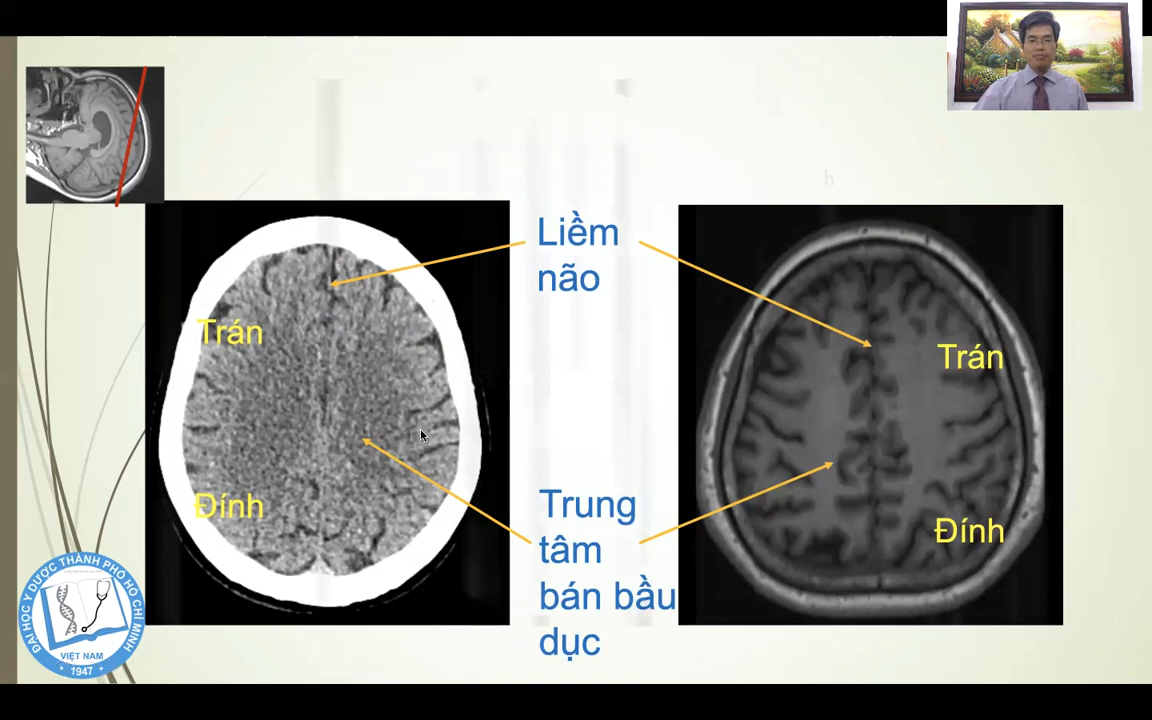 h
Liềm
não
Trán
Trán
Trung
tâm
bán bầu
dục
Đính
Đính
ĐẠI HỌC Y DƯỢC THÀNH PHỐ HỒ CHÍ MINH
VIỆT NAM
1947